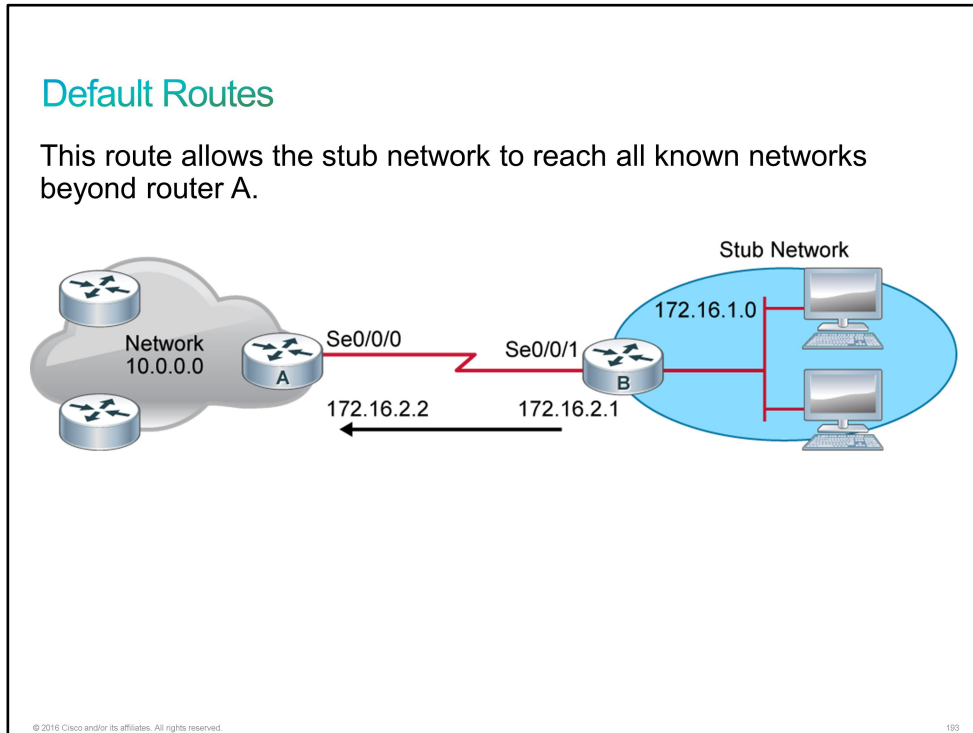 Default Routes
This route allows the stub network to reach all known networks
beyond router A.
Stub Network
172.16.1.0
Network
10.0.0.0
Se0/0/0
Se0/0/1
A
B
172.16.2.2
172.16.2.1
© 2016 Cisco and/or its affiliates. All rights reserved.
193